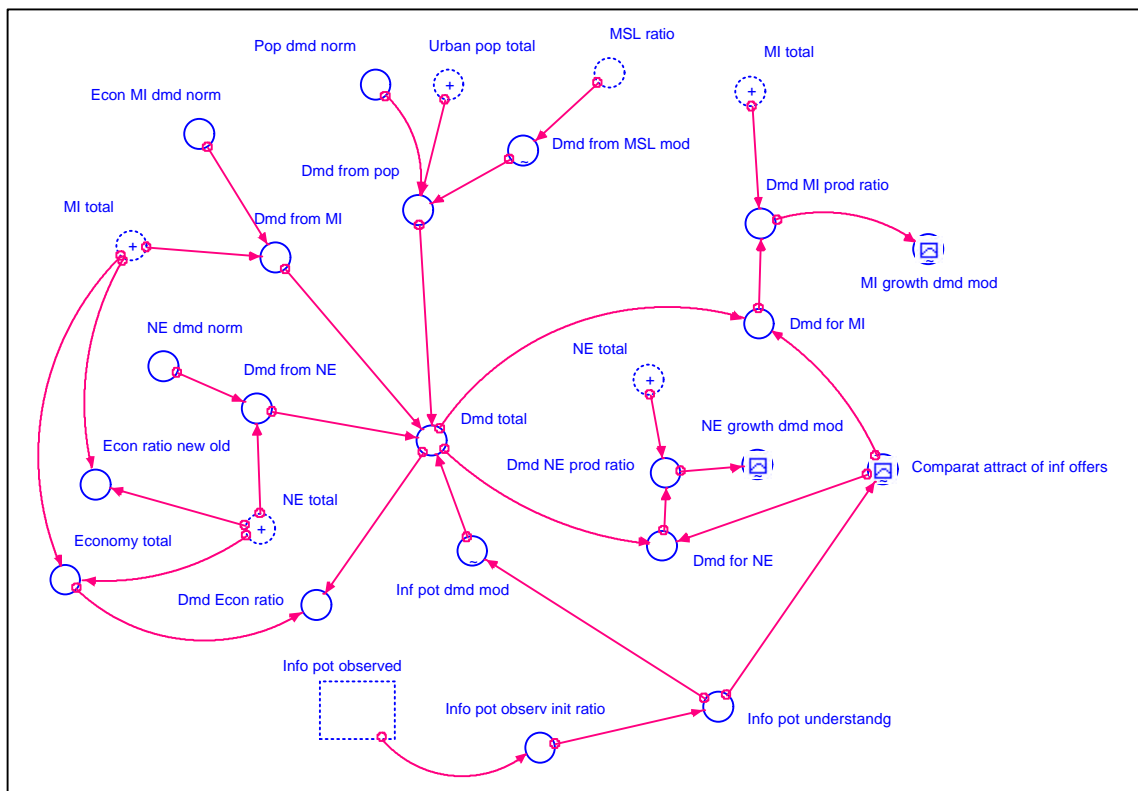 MSL ratio
Pop dmd norm
Urban pop total
MI total
Econ MI dmd norm
Dmd from MSL mod
Dmd from pop
Dmd MI prod ratio
MI total
Dmd from MI
MI growth dmd mod
NE dmd norm
Dmd for MI
NE total
Dmd from NE
Dmd total
NE growth dmd mod
Econ ratio new old
Dmd NE prod ratio
Comparat attract of inf offers
NE total
Economy total
Dmd for NE
Inf pot dmd mod
Dmd Econ ratio
Info pot observed
Info pot observ init ratio
Info pot understandg